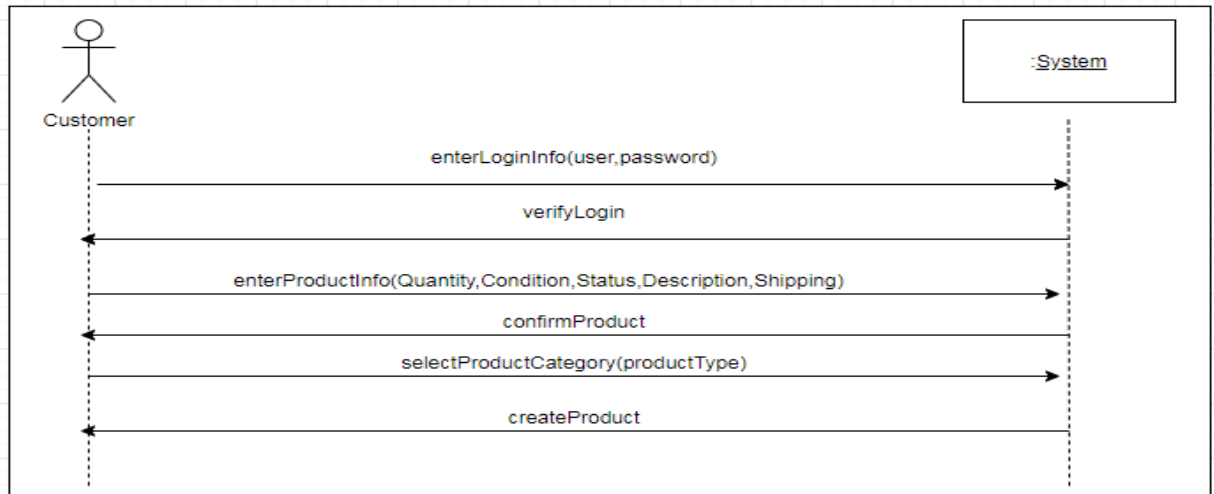 :System
Customer
enterLoginInfo(user,password)
verifyLogin
enterProductInfo(Quantity,Condition,Status,Description,Shipping)
confirmProduct
selectProductCategory(productType)
createProduct